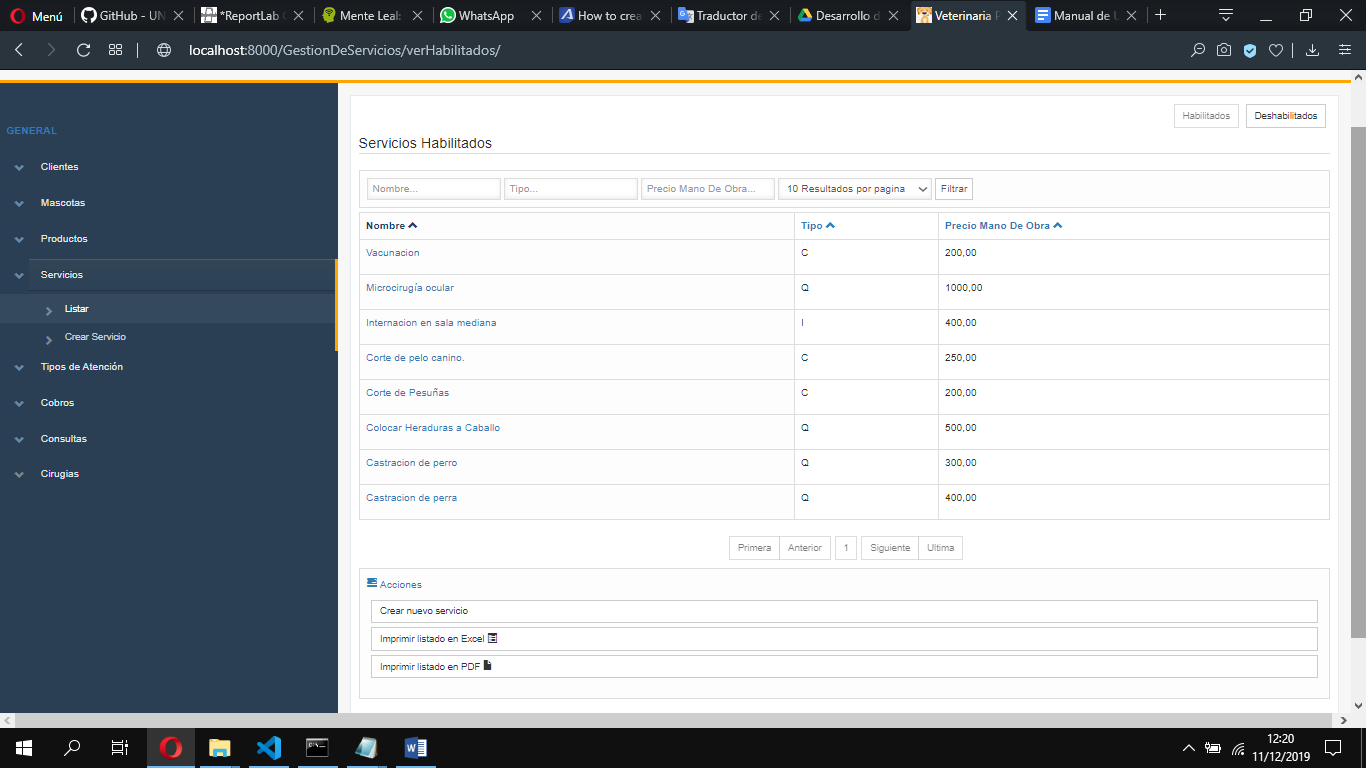 Menú
GitHub - UN
*ReportLab
Mente Leal:
WhatsApp
How to crea
Traductor de
Desarrollo d
Veterinaria P
Manual de U
localhost:8000/GestionDeServicios/verHabilitados/
GENERAL
Clientes
Mascotas
Productos
Servicios
Listar
Crear Servicio
Tipos de Atención
Cobros
Consultas
Cirugias
Habilitados Deshabilitados
Servicios Habilitados
Nombre... Tipo... Precio Mano De Obra... 10 Resultados por pagina Filtrar
Nombre Tipo Precio Mano De Obra
Vacunacion C 200,00
Microcirugía ocular Q 1000,00
Internacion en sala mediana I 400,00
Corte de pelo canino. C 250,00
Corte de Pesuñas C 200,00
Colocar Heraduras a Caballo Q 500,00
Castracion de perro Q 300,00
Castracion de perra Q 400,00
Primera Anterior 1 Siguiente Ultima
Acciones
Crear nuevo servicio
Imprimir listado en Excel
Imprimir listado en PDF
12:20
11/12/2019